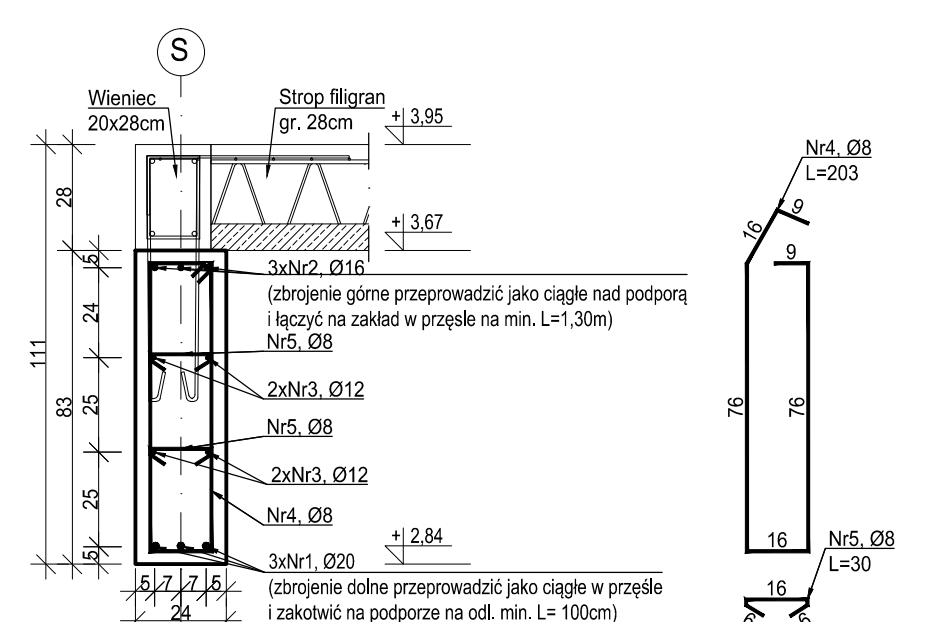 S
Wieniec
20x28cm
Strop filigran
gr. 28cm
+ 3,95
+ 3,67
28
5
24
25
25
5
111
83
3xNr2, Ø16
(zbrojenie górne przeprowadzić jako ciągłe nad podporą
i łączyć na zakład w przęsle na min. L=1,30m)
Nr5, Ø8
2xNr3, Ø12
Nr5, Ø8
2xNr3, Ø12
Nr4, Ø8
+ 2,84
3xNr1, Ø20
(zbrojenie dolne przeprowadzić jako ciągłe w przęśle
i zakotwić na podporze na odl. min. L= 100cm)
5 7 7 5
24
Nr4, Ø8
L=203
9
16
9
76
76
16
Nr5, Ø8
L=30
16